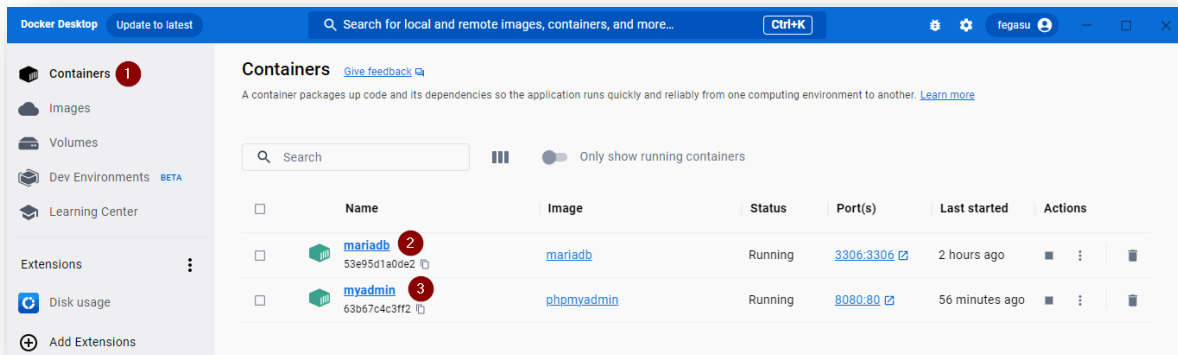 Docker Desktop Update to latest Search for local and remote images, containers, and more... Ctrl+K fegasu
Containers 1
Images
Volumes
Dev Environments BETA
Learning Center
Extensions
Disk usage
Add Extensions
Containers Give feedback
A container packages up code and its dependencies so the application runs quickly and reliably from one computing environment to another. Learn more
Search Only show running containers
Name Image Status Port(s) Last started Actions
mariadb 2 mariadb Running 3306:3306 2 hours ago
53e95d1a0de2
myadmin 3 phpmyadmin Running 8080:80 56 minutes ago
63b67c4c3ff2